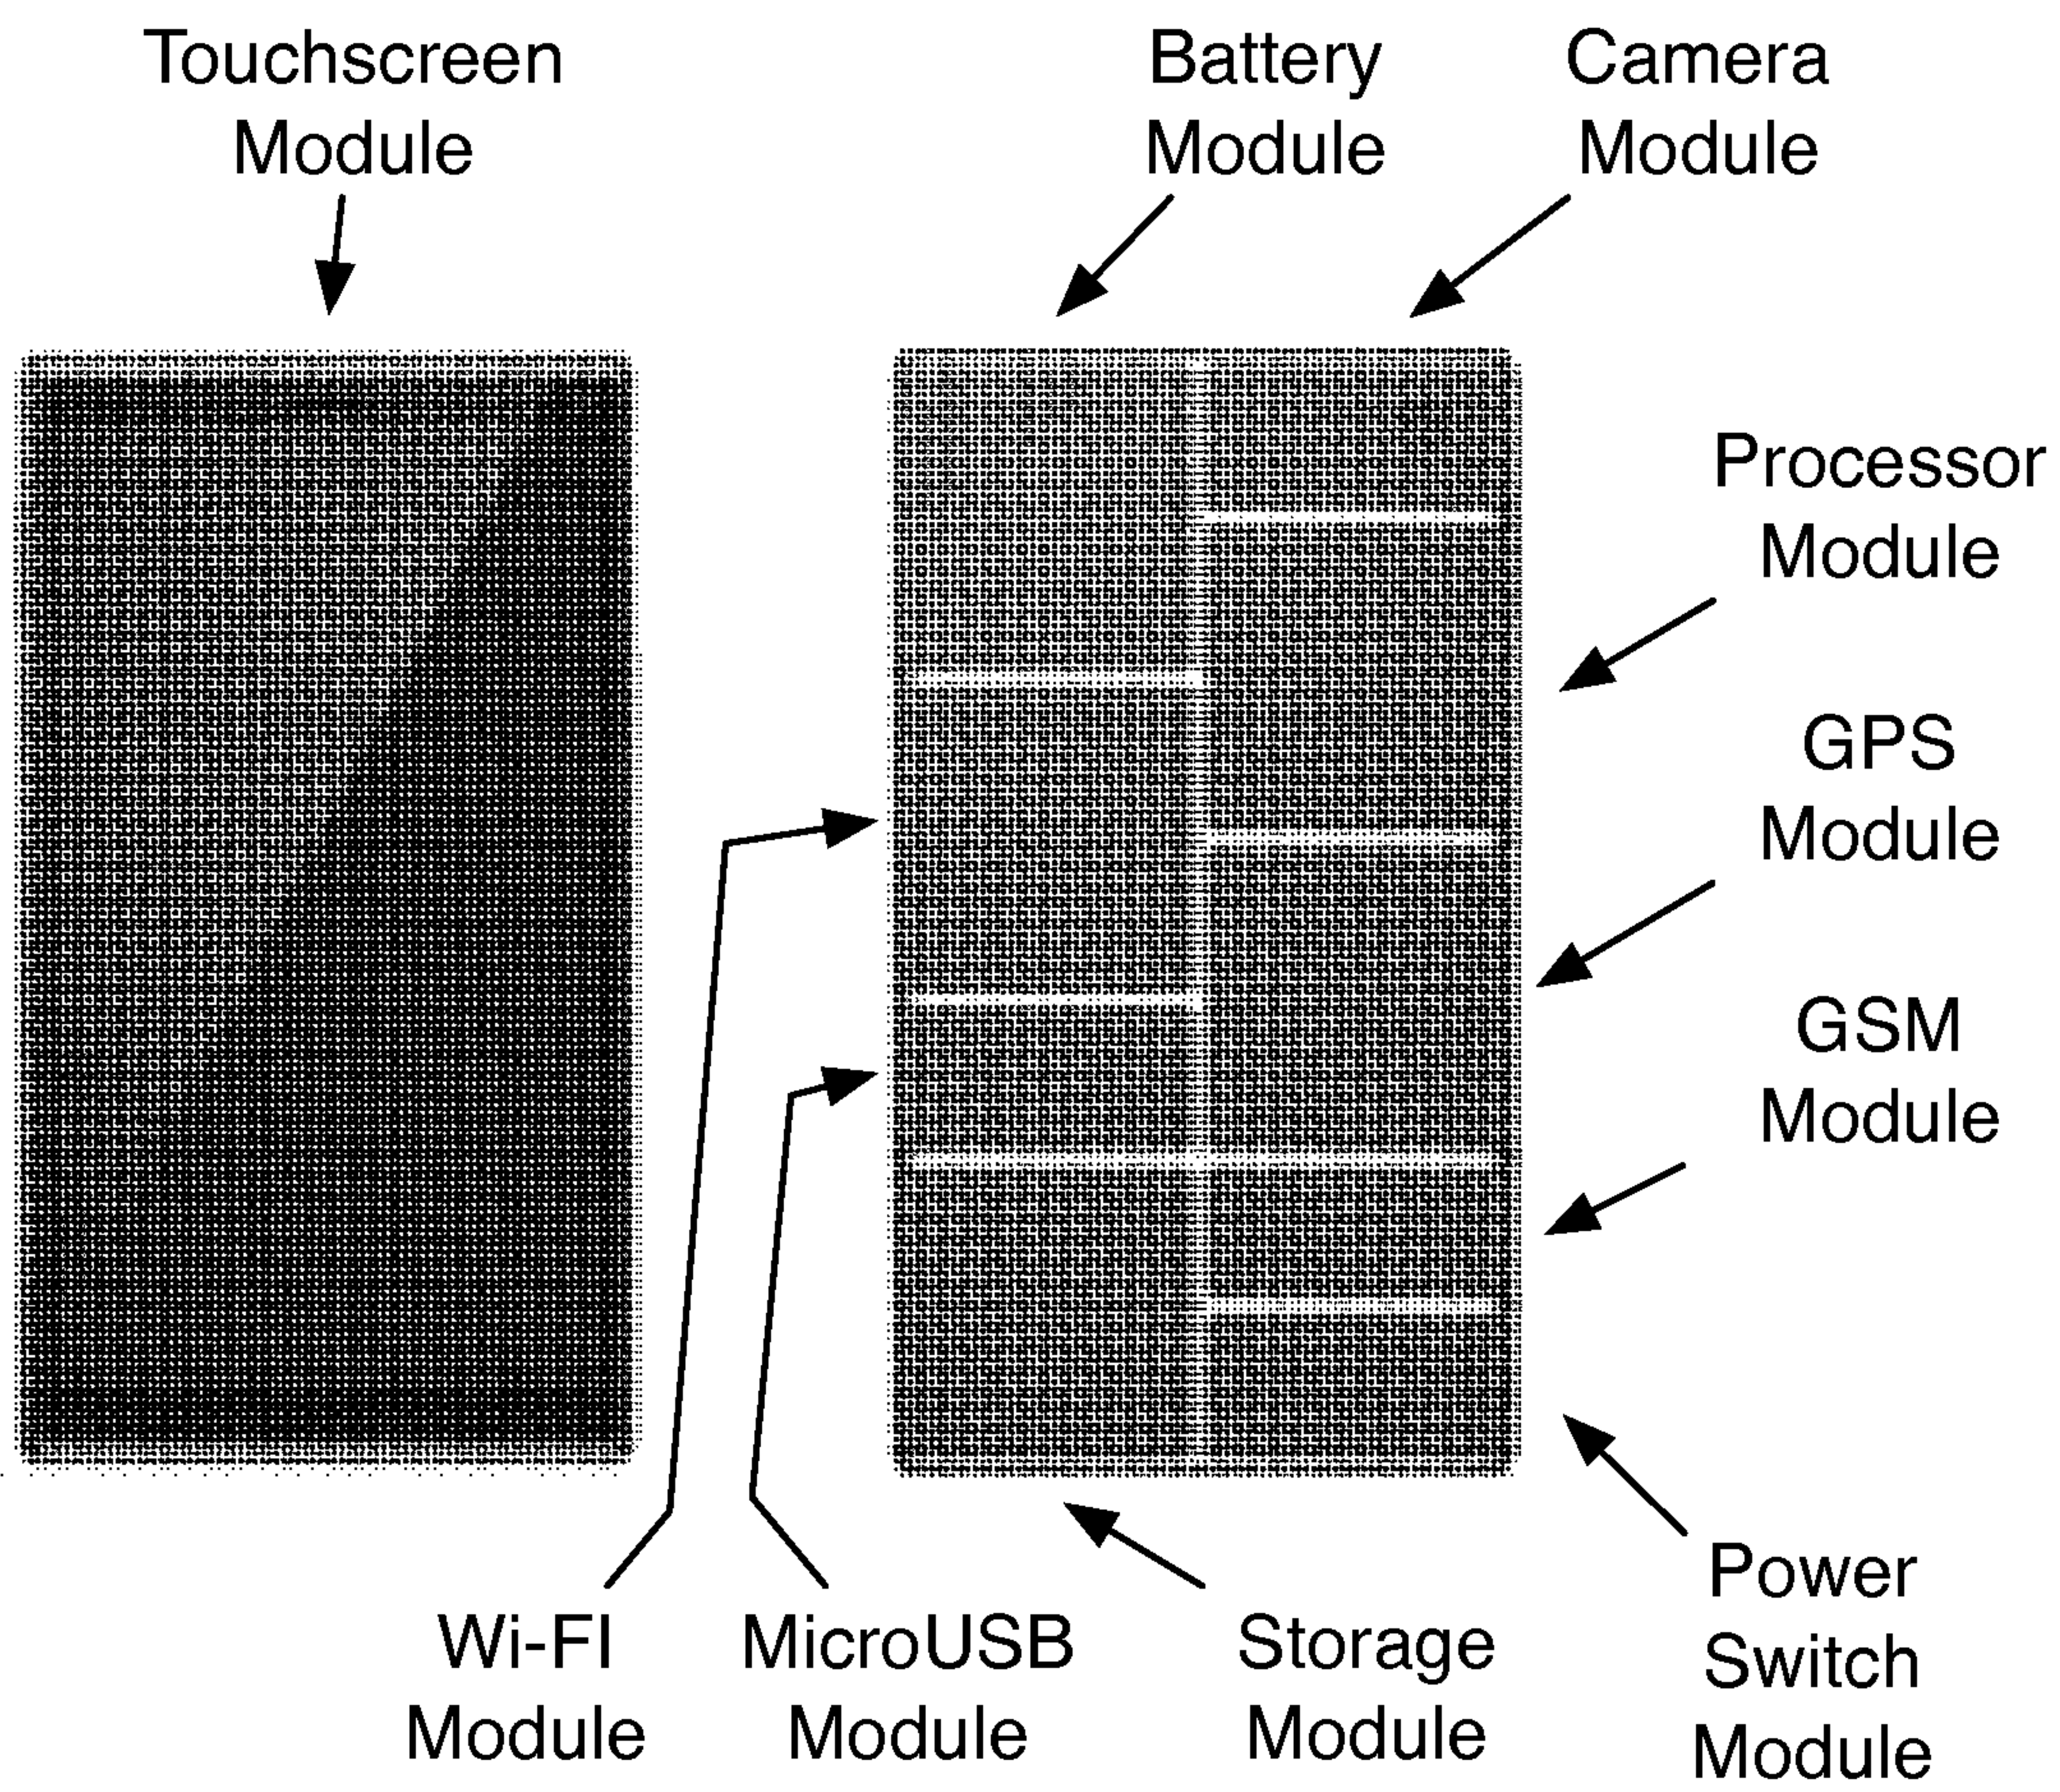 Touchscreen
Module
Battery
Module
Camera
Module
Processor
Module
GPS
Module
GSM
Module
Wi-FI
Module
MicroUSB
Module
Storage
Module
Power
Switch
Module